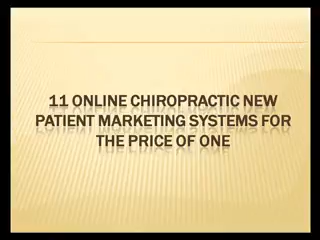 11 ONLINE CHIROPRACTIC NEW
PATIENT MARKETING SYSTEMS FOR
THE PRICE OF ONE